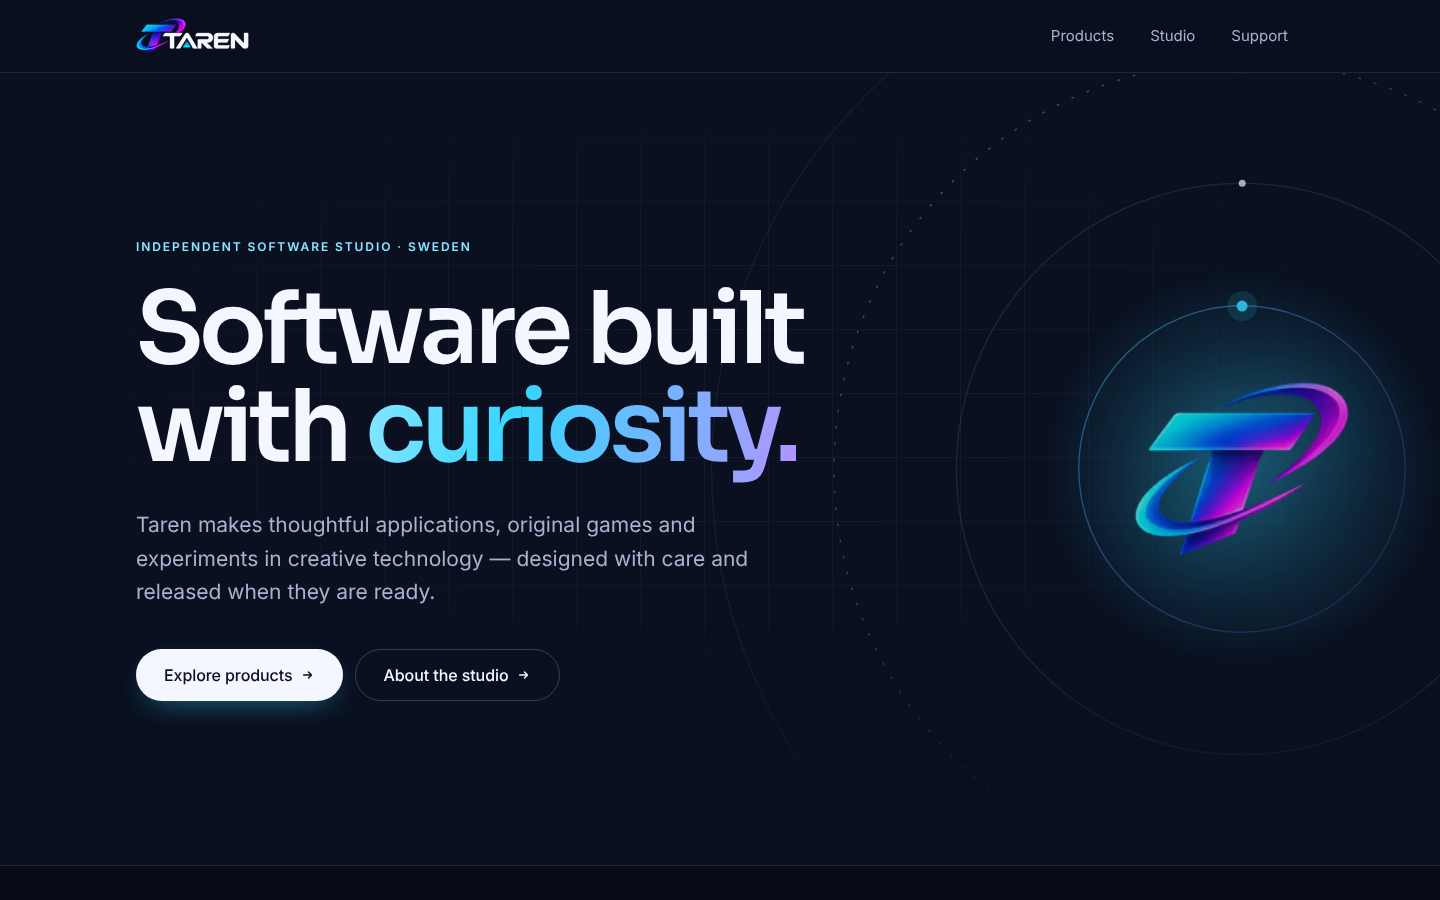 TAREN
Products
Studio
Support
INDEPENDENT SOFTWARE STUDIO · SWEDEN
Software built
with curiosity.
Taren makes thoughtful applications, original games and
experiments in creative technology — designed with care and
released when they are ready.
Explore products →
About the studio →